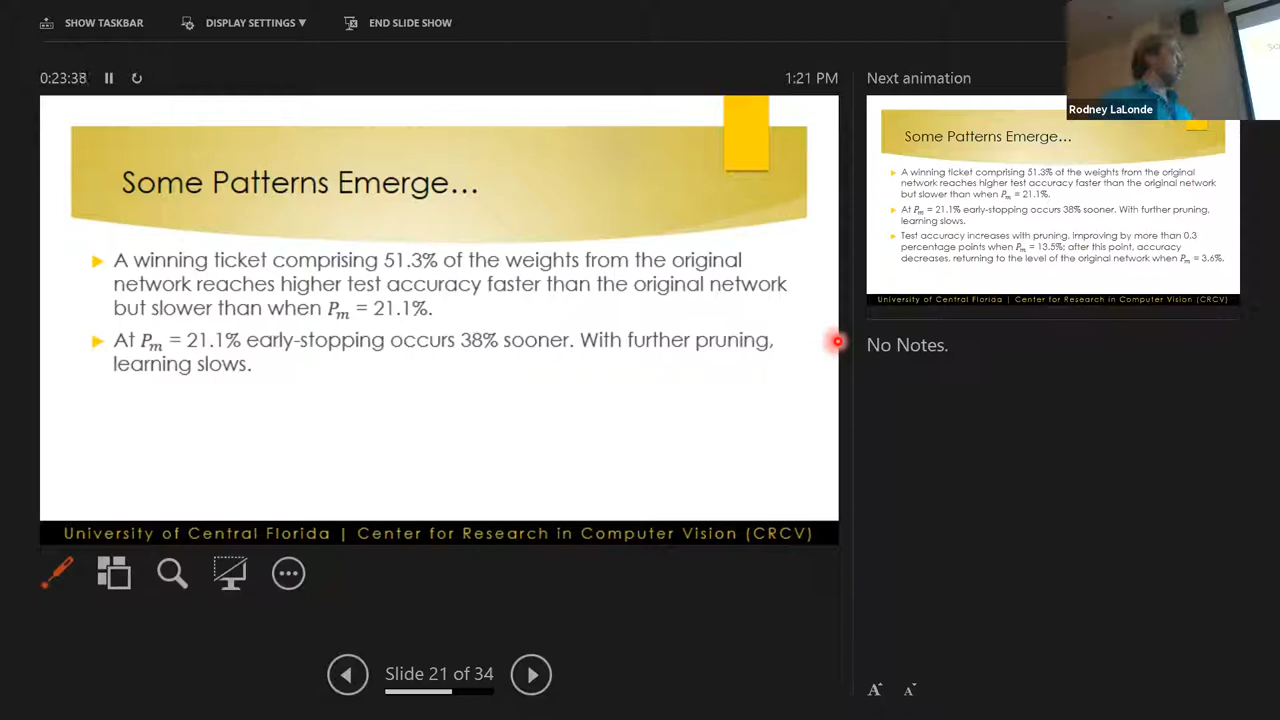 SHOW TASKBAR
DISPLAY SETTINGS ▼
END SLIDE SHOW
0:23:38
1:21 PM
Some Patterns Emerge...
A winning ticket comprising 51.3% of the weights from the original
network reaches higher test accuracy faster than the original network
but slower than when Pm = 21.1%.
At Pm = 21.1% early-stopping occurs 38% sooner. With further pruning,
learning slows.
University of Central Florida | Center for Research in Computer Vision (CRCV)
Slide 21 of 34
Next animation
Rodney LaLonde
Some Patterns Emerge...
A winning ticket comprising 51.3% of the weights from the original
network reaches higher test accuracy faster than the original network
but slower than when Pm = 21.1%.
At Pm = 21.1% early-stopping occurs 38% sooner. With further pruning,
learning slows.
Test accuracy increases with pruning, improving by more than 0.3
percentage points when Pm = 13.5%; after this point, accuracy
decreases, returning to the level of the original network when Pm = 3.6%.
University of Central Florida | Center for Research in Computer Vision (CRCV)
No Notes.
A A